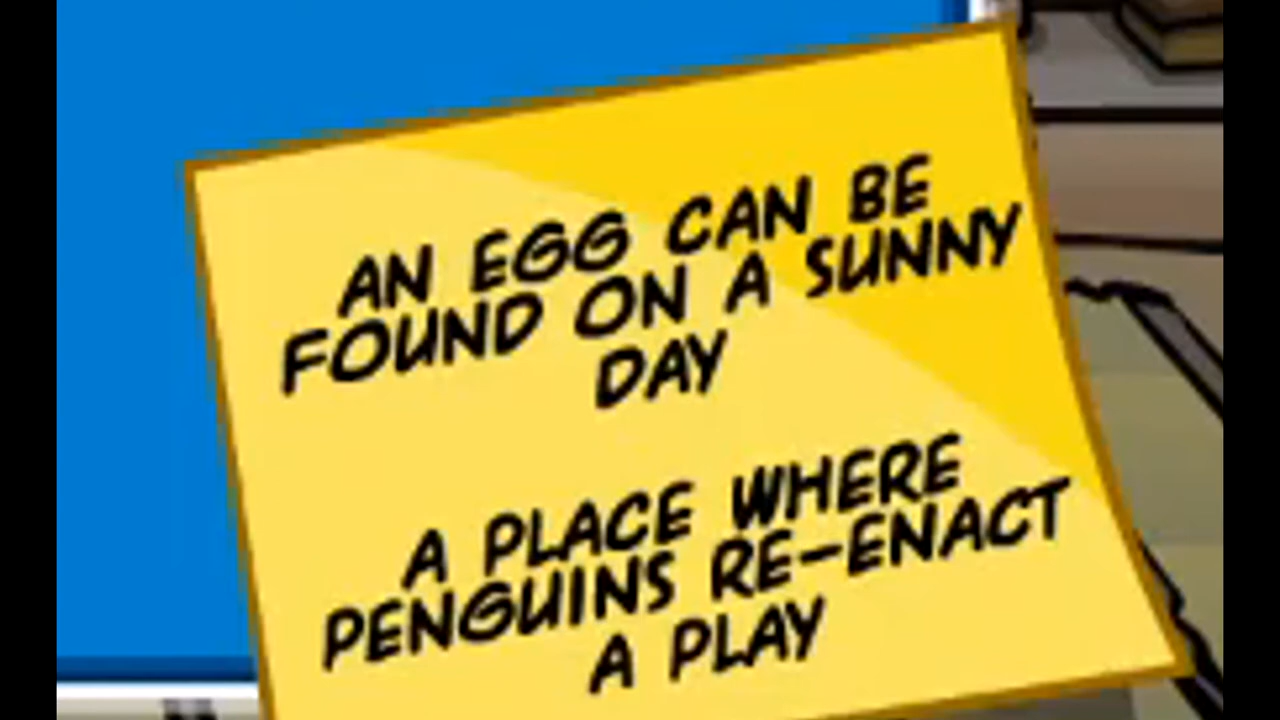 AN EGG CAN BE
FOUND ON A SUNNY
DAY
A PLACE WHERE
PENGUINS RE-ENACT
A PLAY